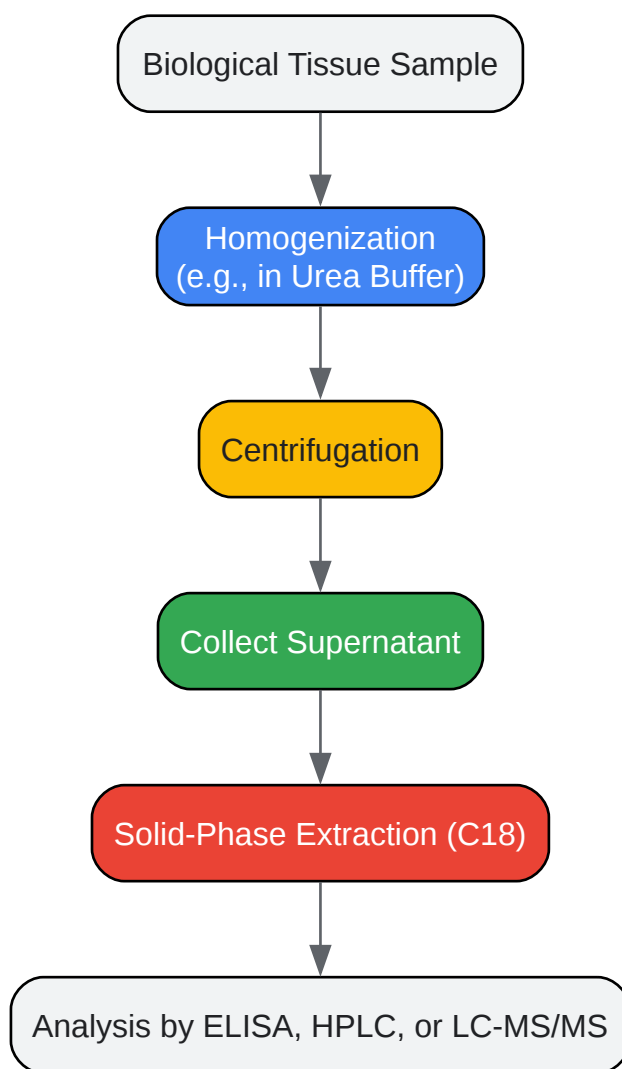 Biological Tissue Sample
Homogenization
(e.g., in Urea Buffer)
Centrifugation
Collect Supernatant
Solid-Phase Extraction (C18)
Analysis by ELISA, HPLC, or LC-MS/MS